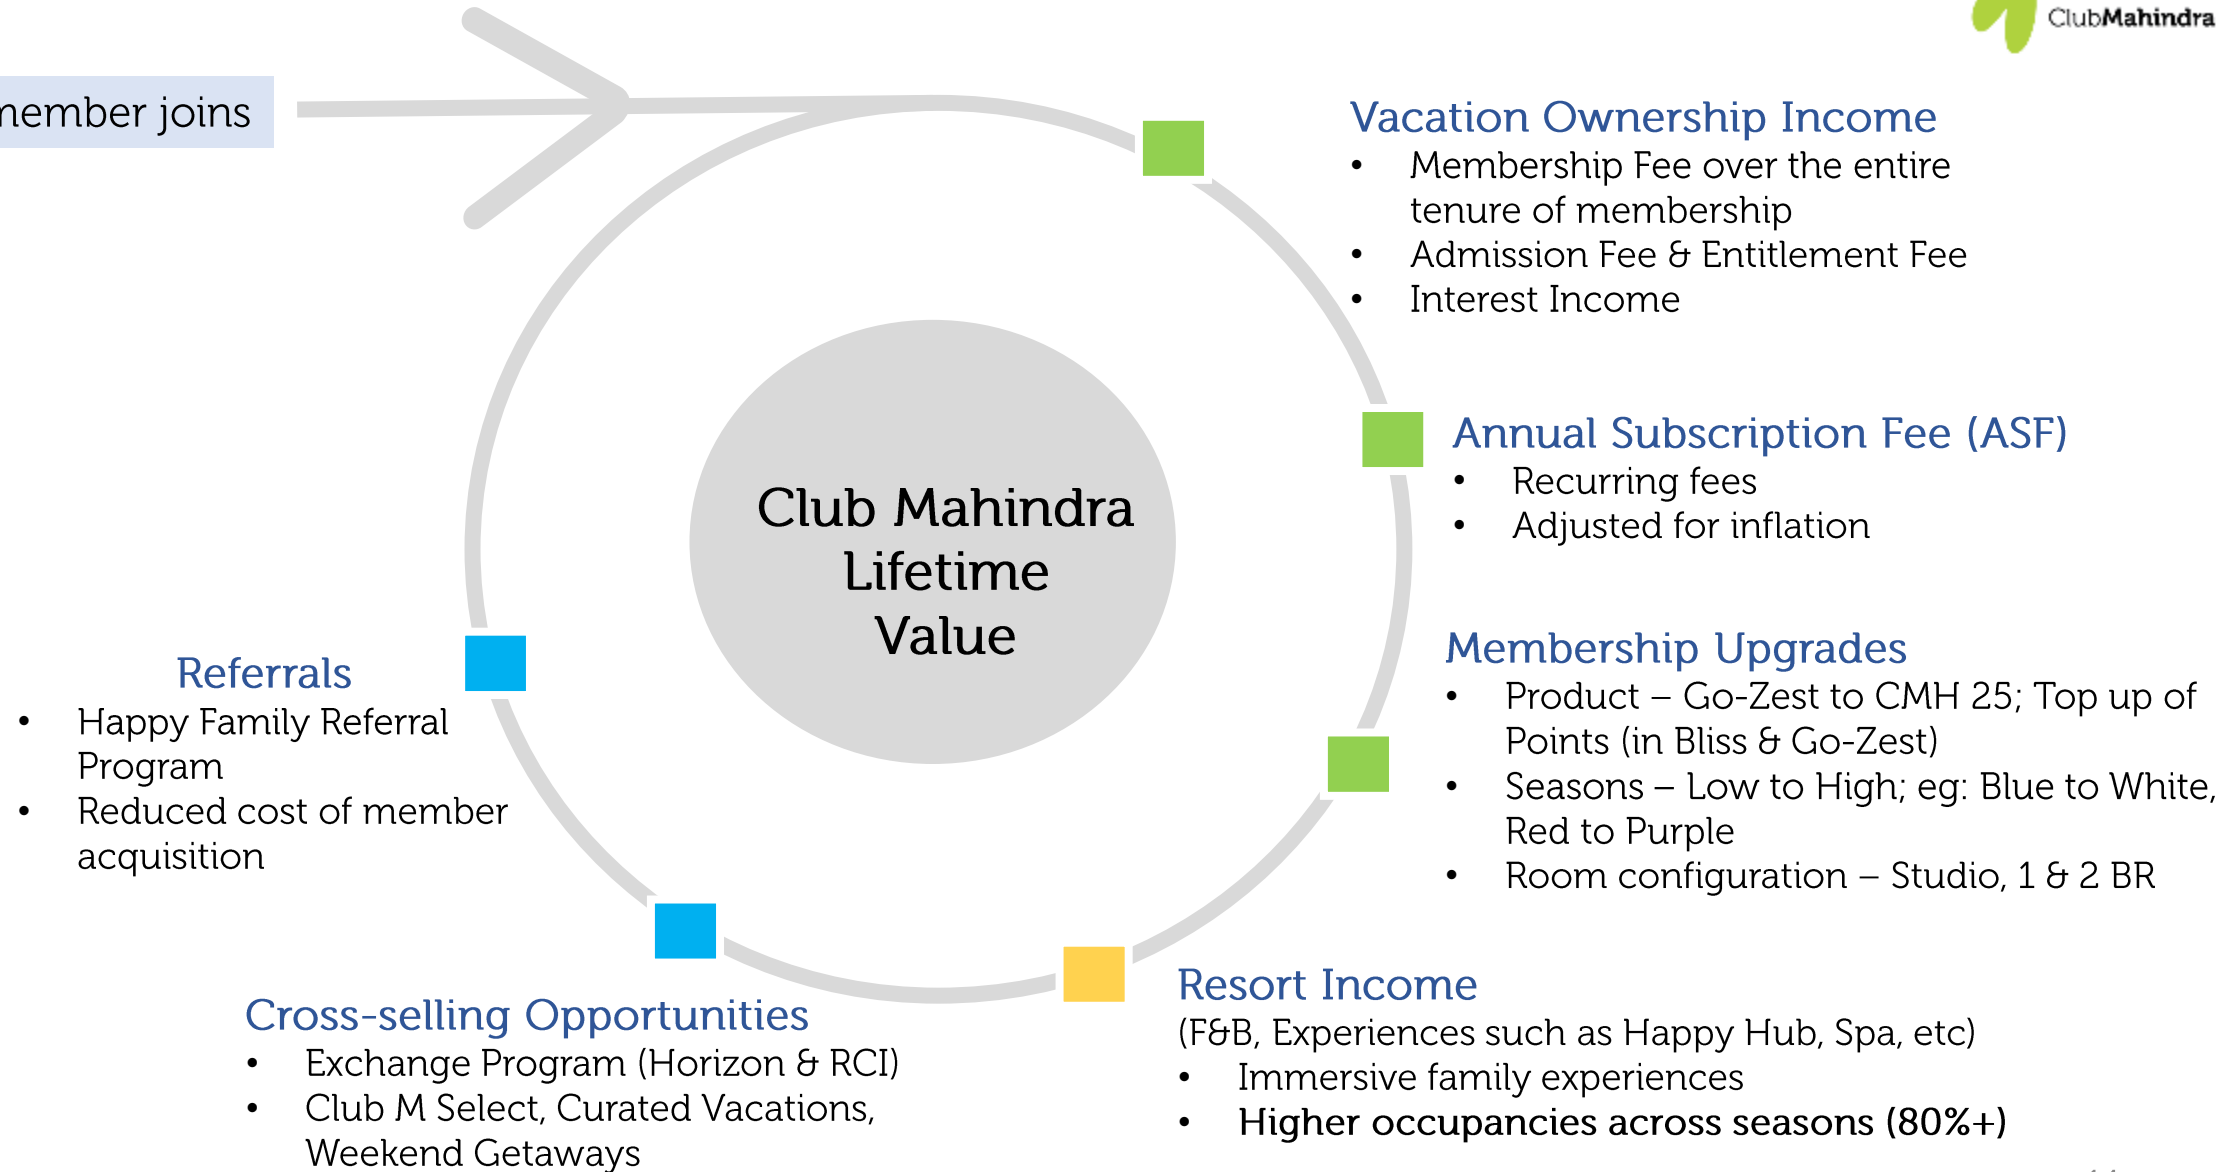 ClubMahindra
member joins
Vacation Ownership Income
• Membership Fee over the entire
tenure of membership
• Admission Fee & Entitlement Fee
• Interest Income
Annual Subscription Fee (ASF)
• Recurring fees
• Adjusted for inflation
Club Mahindra
Lifetime
Value
Membership Upgrades
• Product – Go-Zest to CMH 25; Top up of
Points (in Bliss & Go-Zest)
• Seasons – Low to High; eg: Blue to White,
Red to Purple
• Room configuration – Studio, 1 & 2 BR
Referrals
• Happy Family Referral
Program
• Reduced cost of member
acquisition
Resort Income
(F&B, Experiences such as Happy Hub, Spa, etc)
• Immersive family experiences
• Higher occupancies across seasons (80%+)
Cross-selling Opportunities
• Exchange Program (Horizon & RCI)
• Club M Select, Curated Vacations,
Weekend Getaways